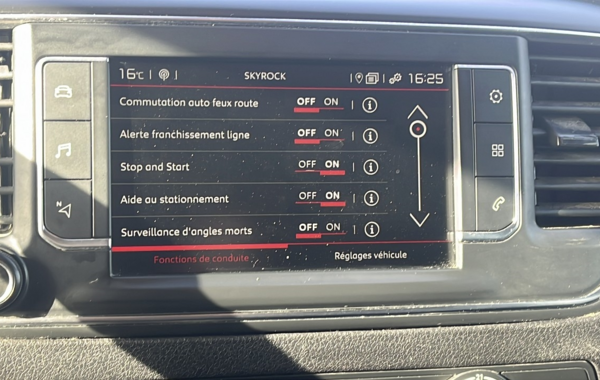 16°C SKYROCK 16:25
Commutation auto feux route OFF ON i
Alerte franchissement ligne OFF ON i
Stop and Start OFF ON i
Aide au stationnement OFF ON i
Surveillance d'angles morts OFF ON i
Fonctions de conduite Réglages véhicule
N